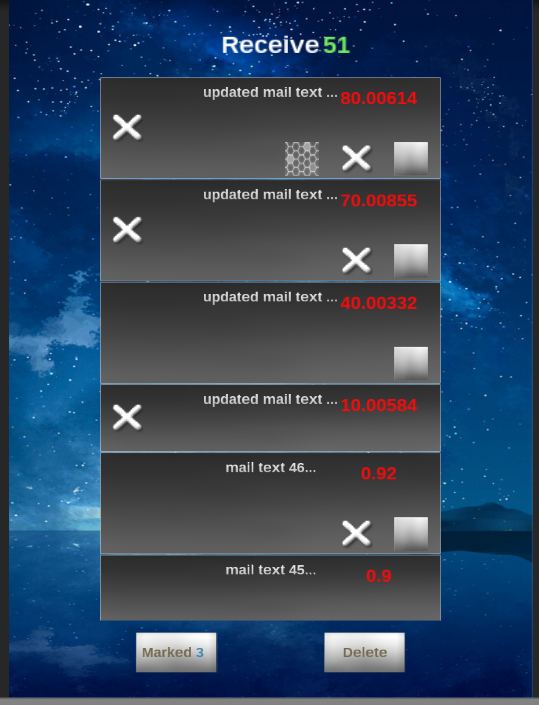 Receive 51
updated mail text ... 80.00614
updated mail text ... 70.00855
updated mail text ... 40.00332
updated mail text ... 10.00584
mail text 46... 0.92
mail text 45... 0.9
Marked 3 Delete